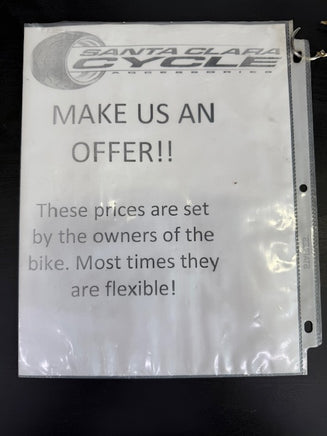 SANTA CLARA
CYCLE
ACCESSORIES
MAKE US AN
OFFER!!
These prices are set
by the owners of the
bike. Most times they
are flexible!